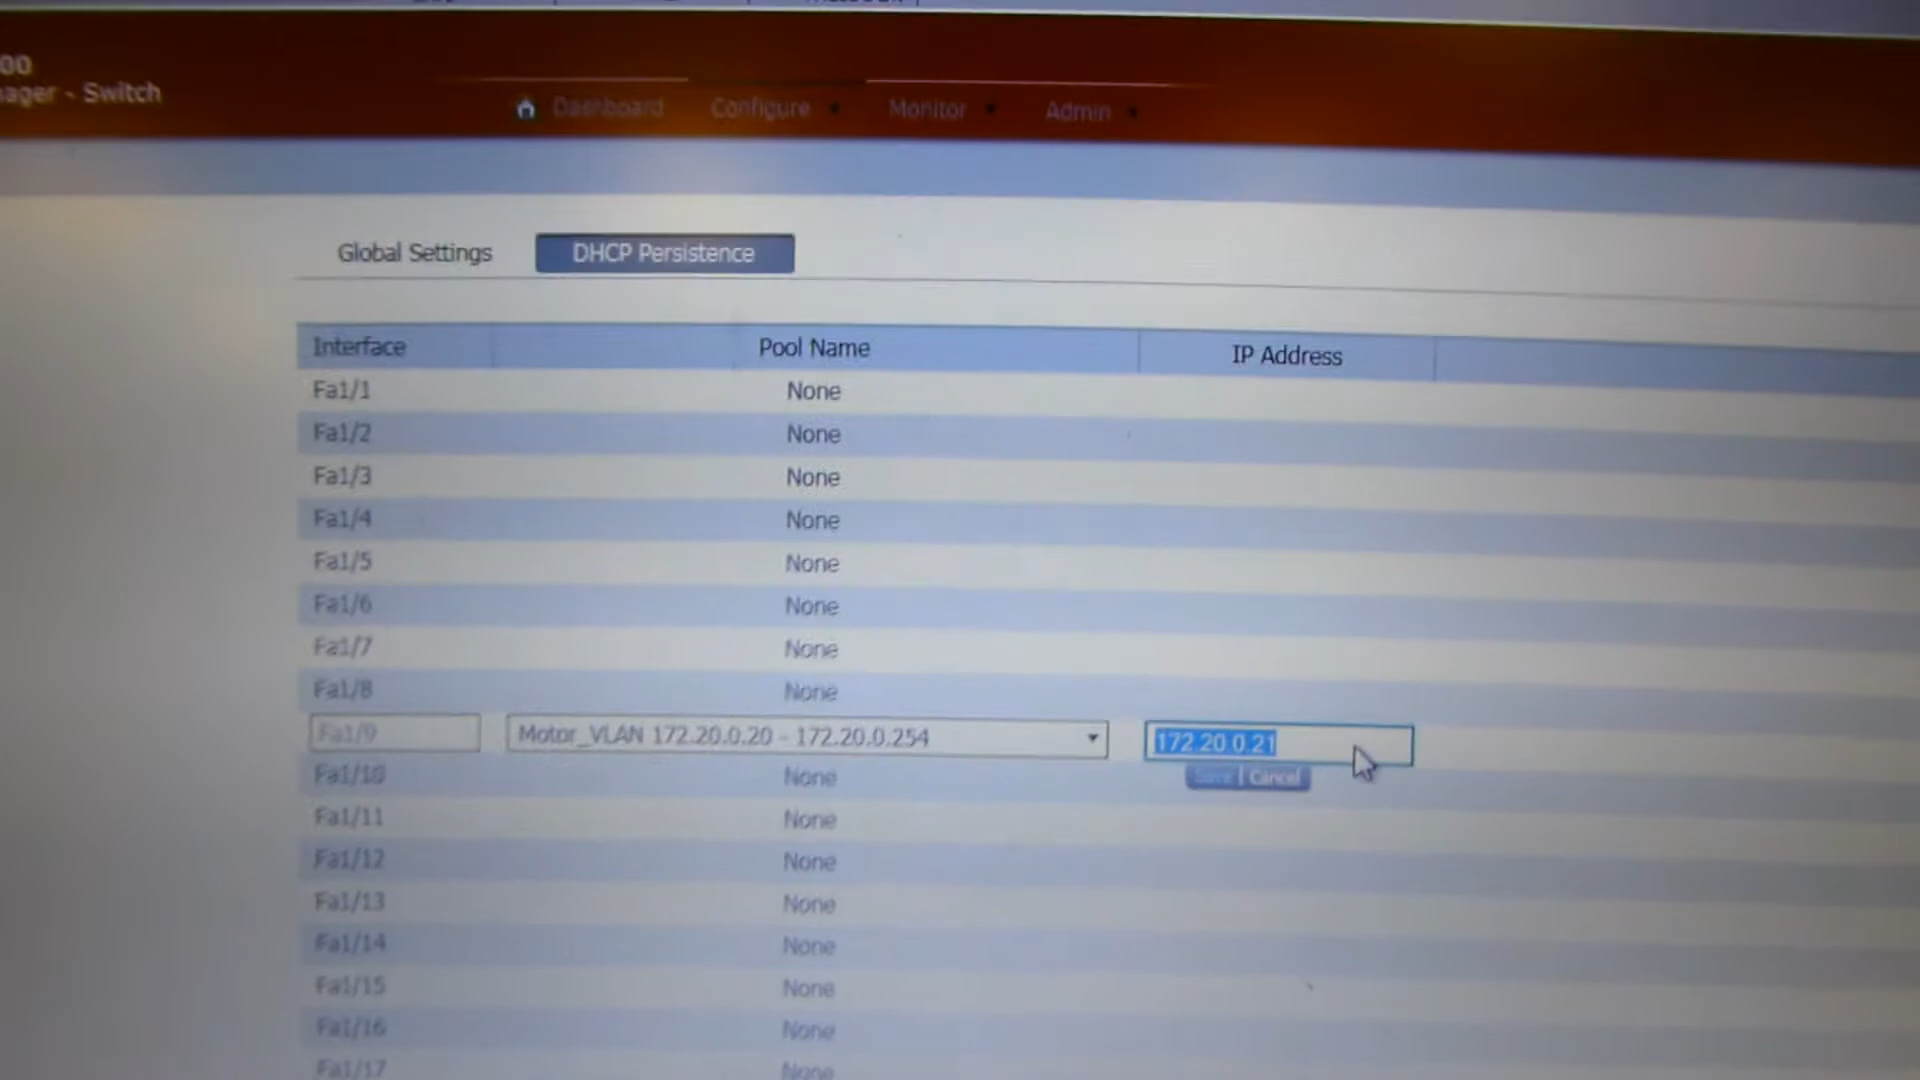 00
ager - Switch
Dashboard Configure Monitor Admin
Global Settings DHCP Persistence
Interface Pool Name IP Address
Fa1/1 None
Fa1/2 None
Fa1/3 None
Fa1/4 None
Fa1/5 None
Fa1/6 None
Fa1/7 None
Fa1/8 None
Fa1/9 Motor_VLAN 172.20.0.20 - 172.20.0.254 172.20.0.21
Fa1/10 None Save | Cancel
Fa1/11 None
Fa1/12 None
Fa1/13 None
Fa1/14 None
Fa1/15 None
Fa1/16 None
Fa1/17 None